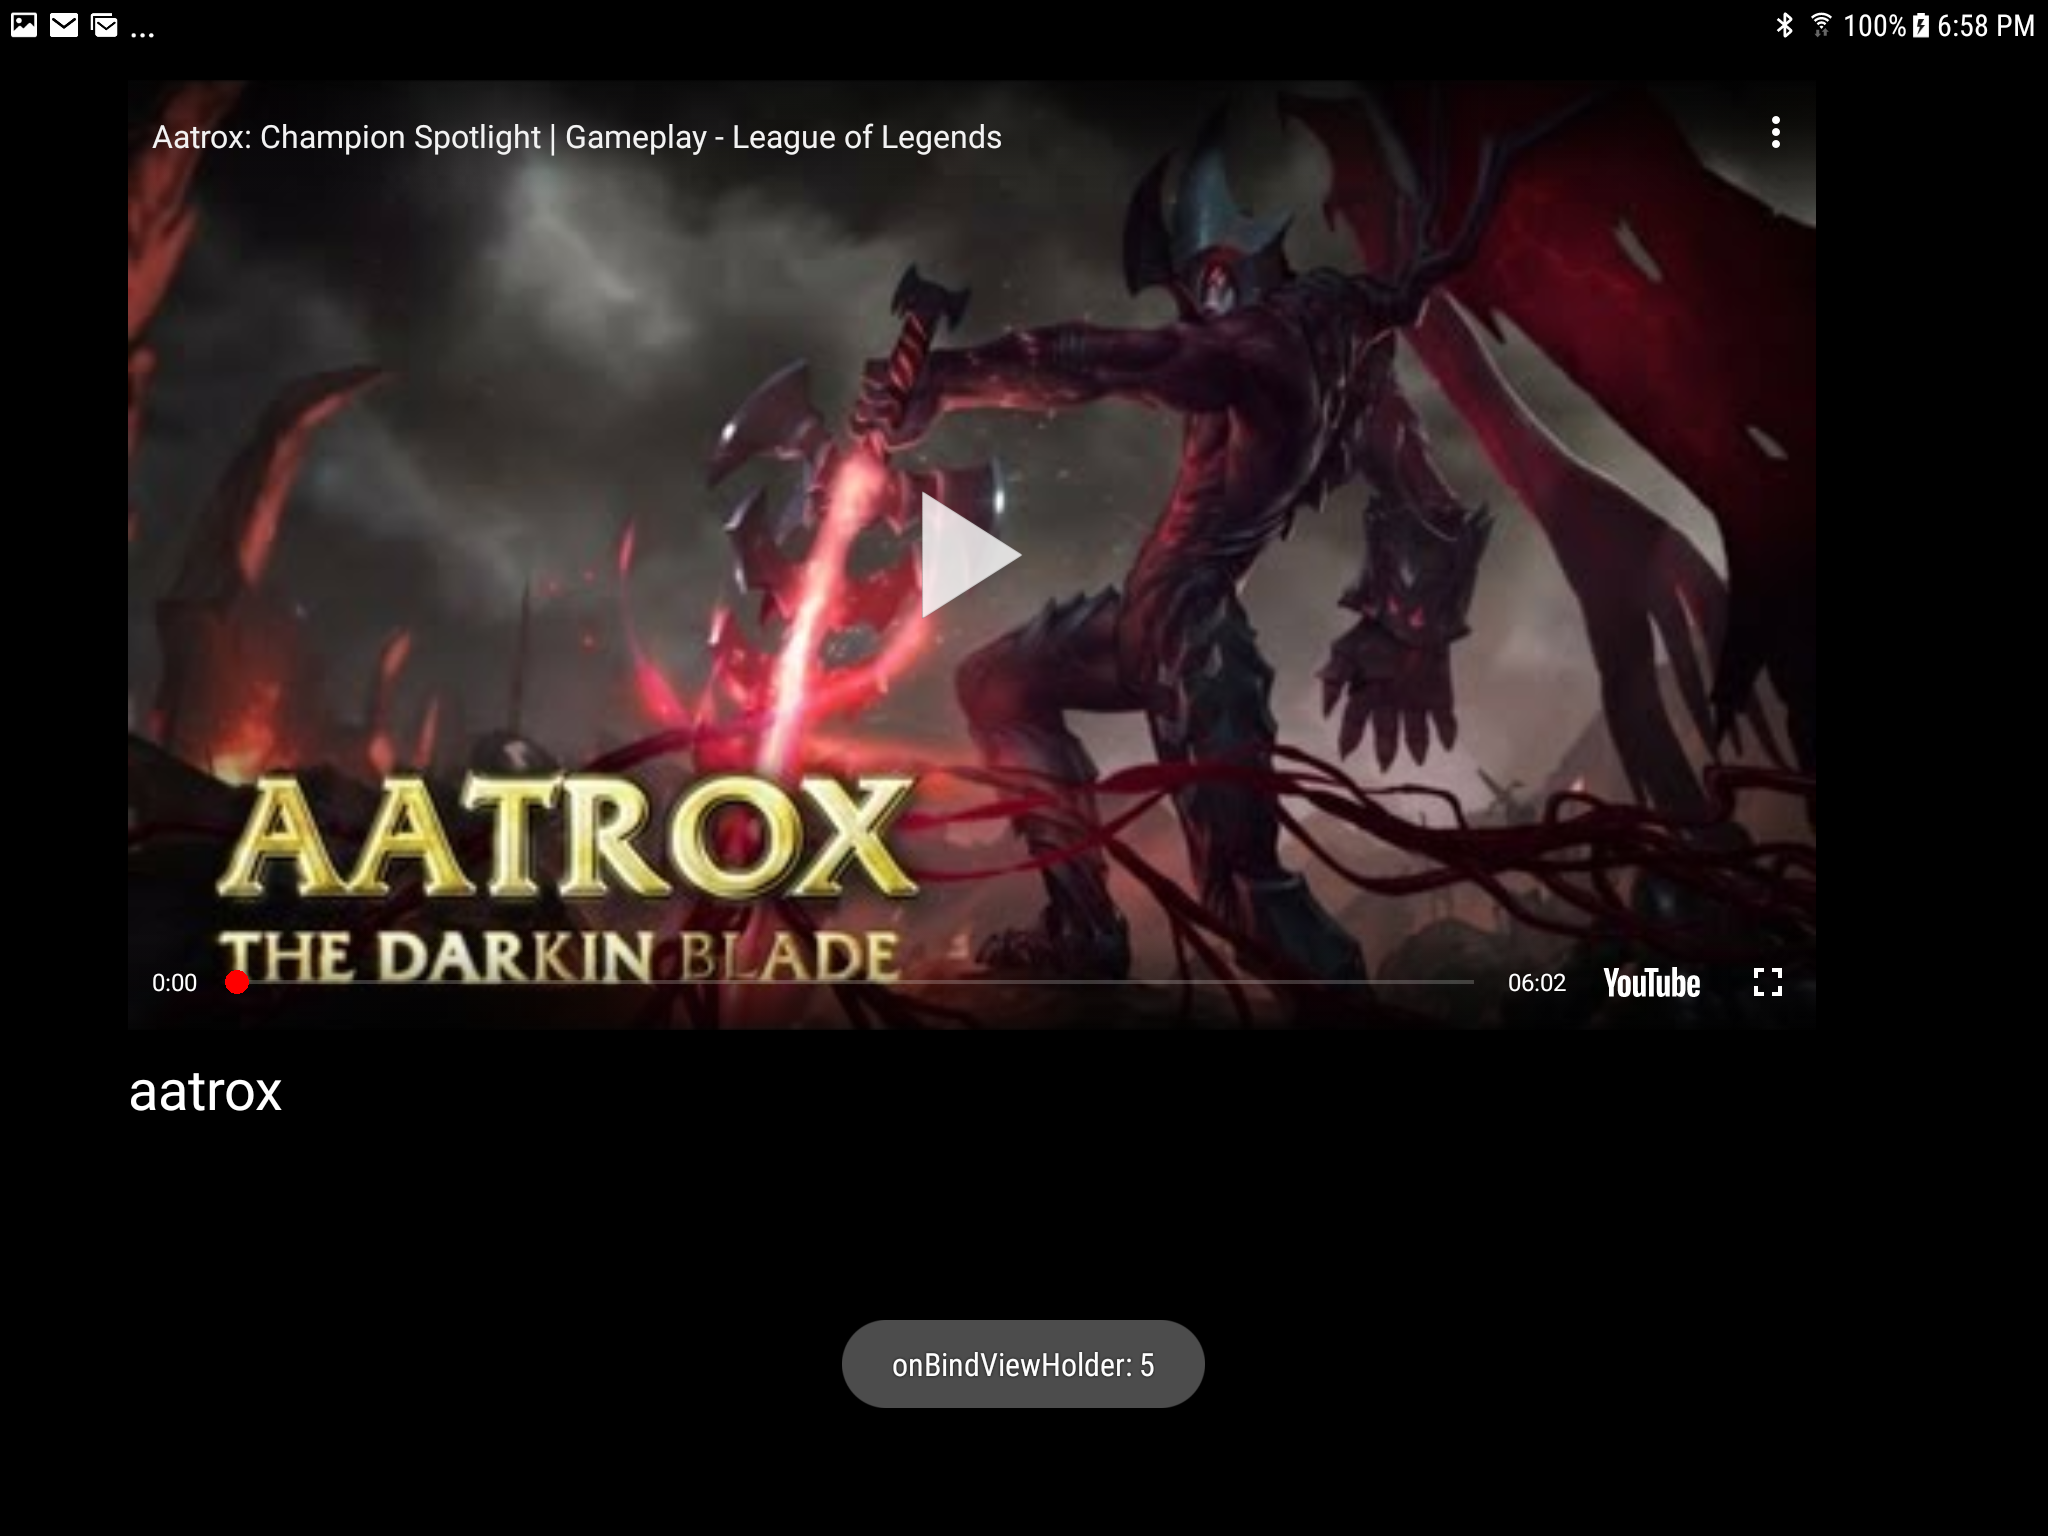 ... 100% 6:58 PM
Aatrox: Champion Spotlight | Gameplay - League of Legends
AATROX
THE DARKIN BLADE
0:00 06:02 YouTube
aatrox
onBindViewHolder: 5